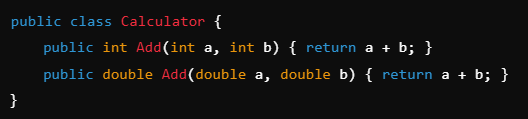 public class Calculator {
    public int Add(int a, int b) { return a + b; }
    public double Add(double a, double b) { return a + b; }
}